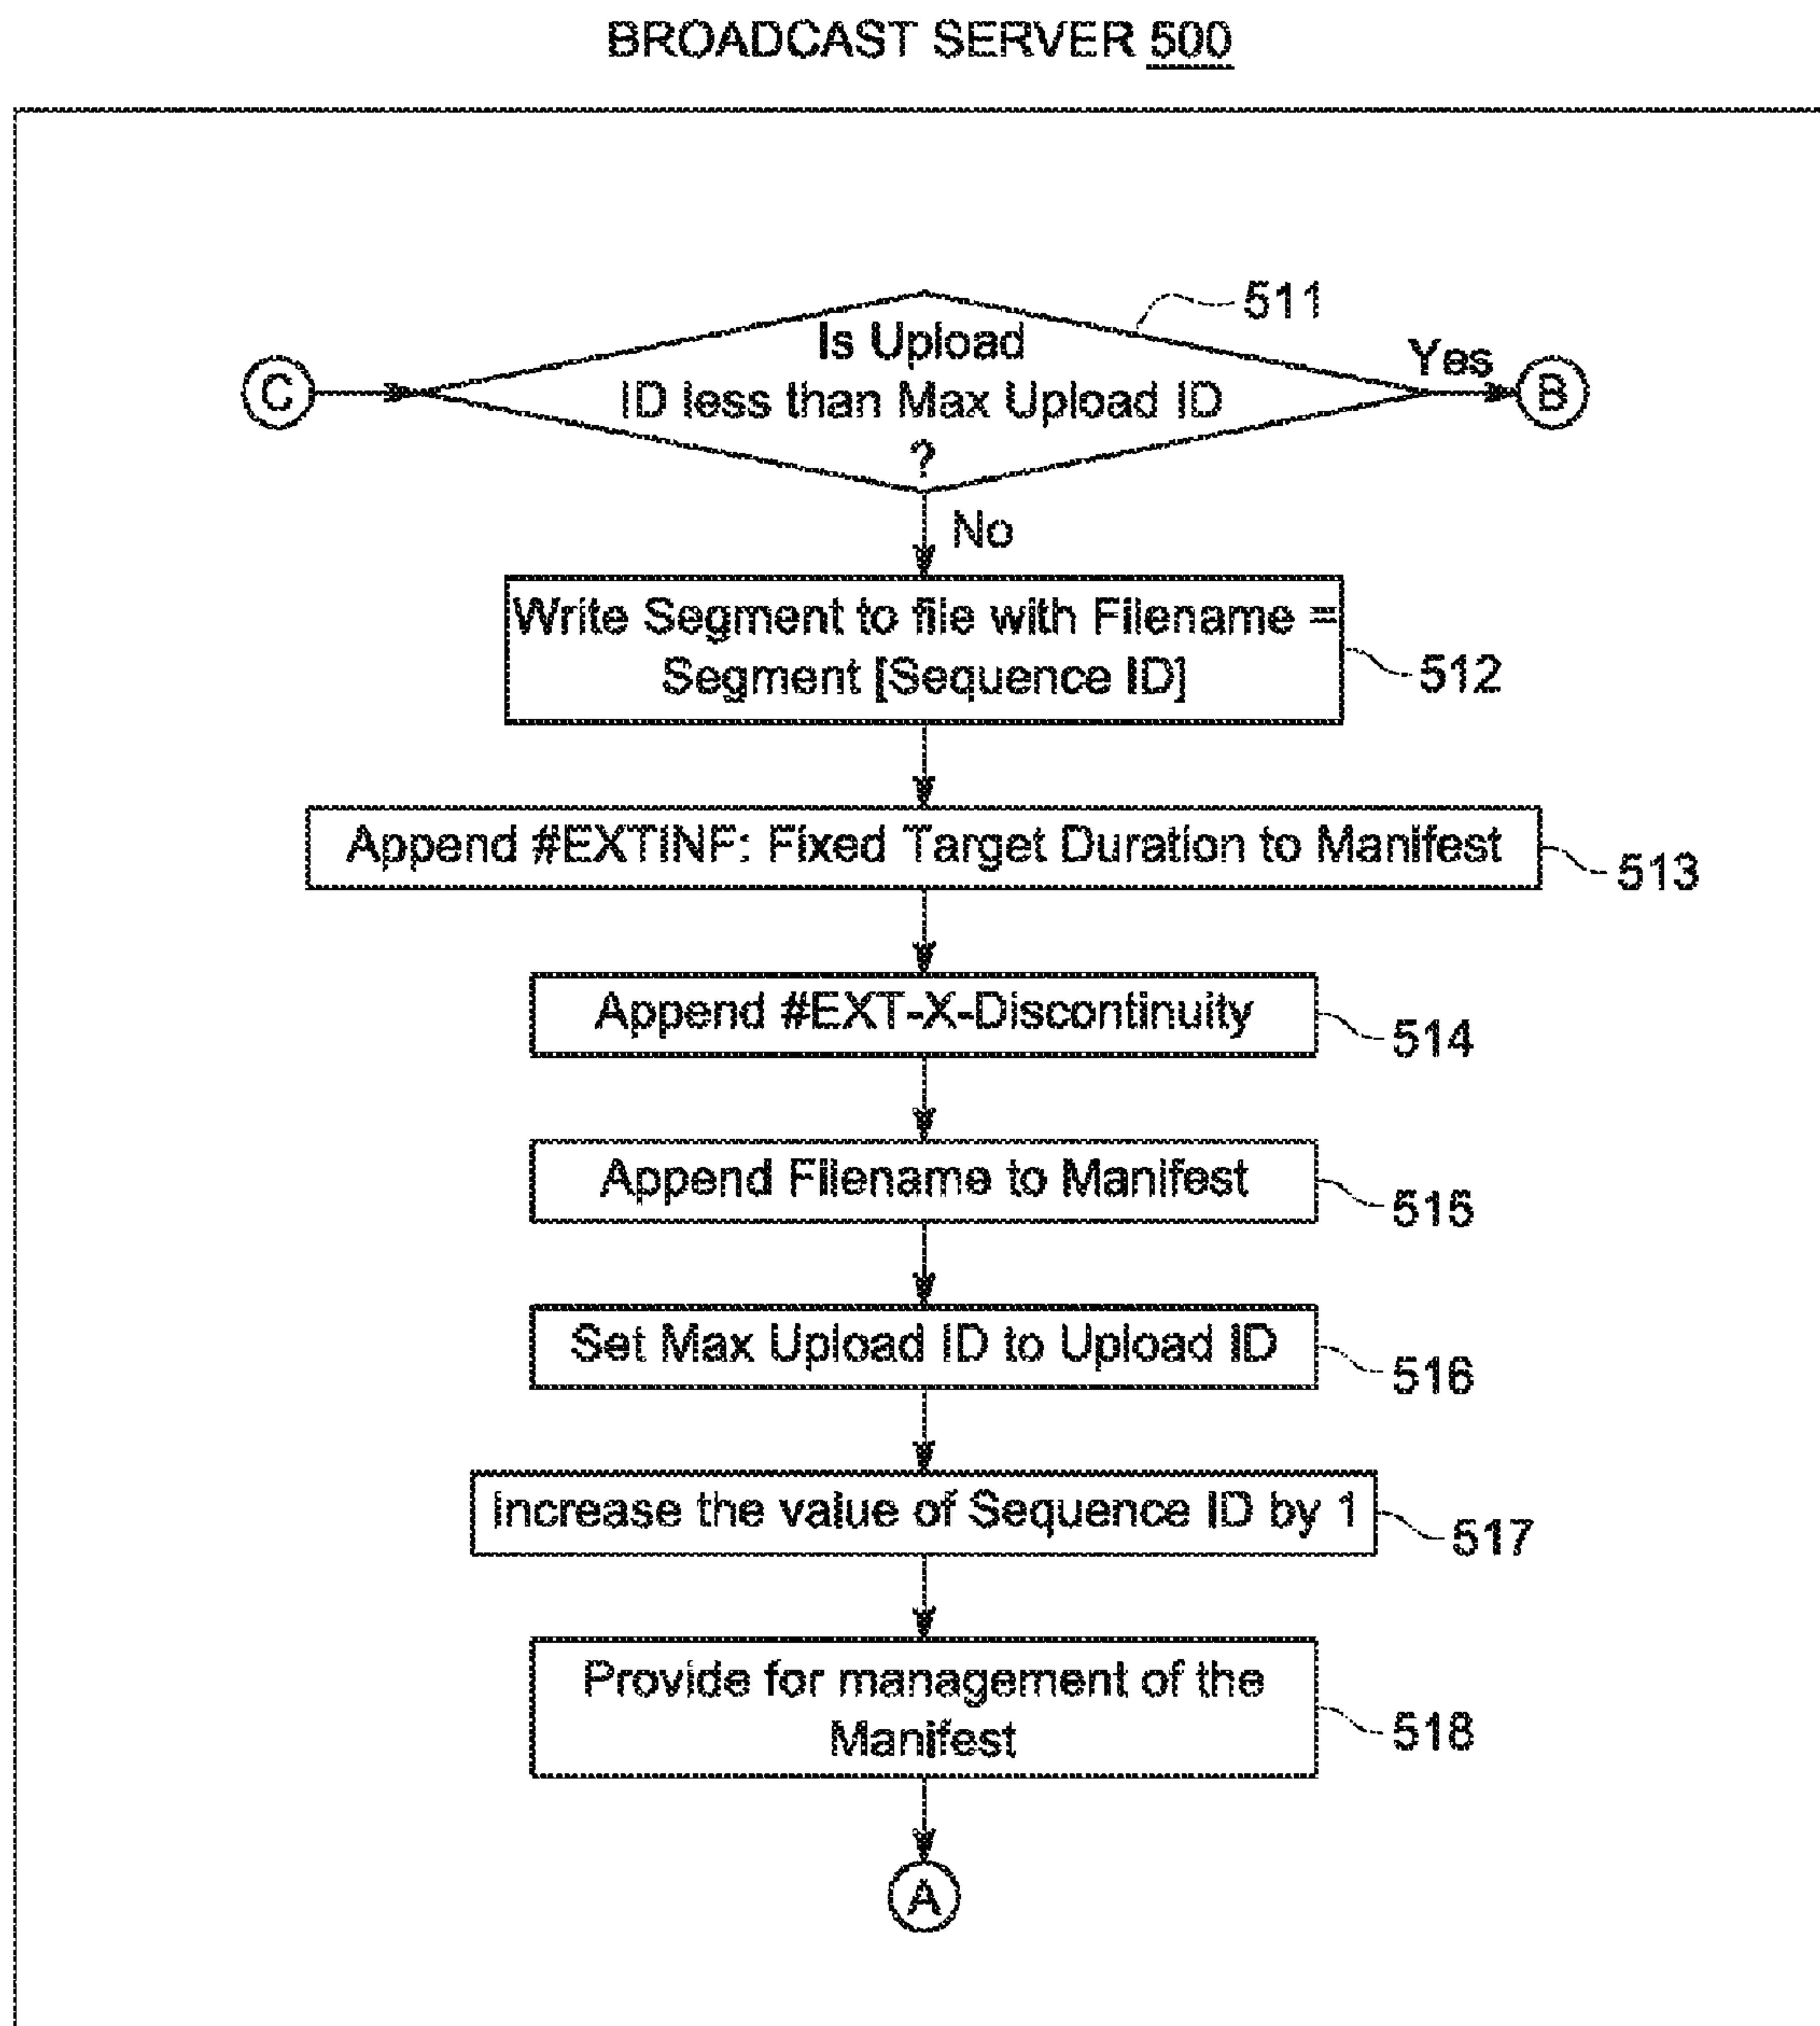 BROADCAST SERVER 500
511
Is Upload
Yes
C
ID less than Max Upload ID
B
?
No
Write Segment to file with Filename =
Segment [Sequence ID]
512
Append #EXTINF: Fixed Target Duration to Manifest
513
Append #EXT-X-Discontinuity
514
Append Filename to Manifest
515
Set Max Upload ID to Upload ID
516
Increase the value of Sequence ID by 1
517
Provide for management of the
Manifest
518
A